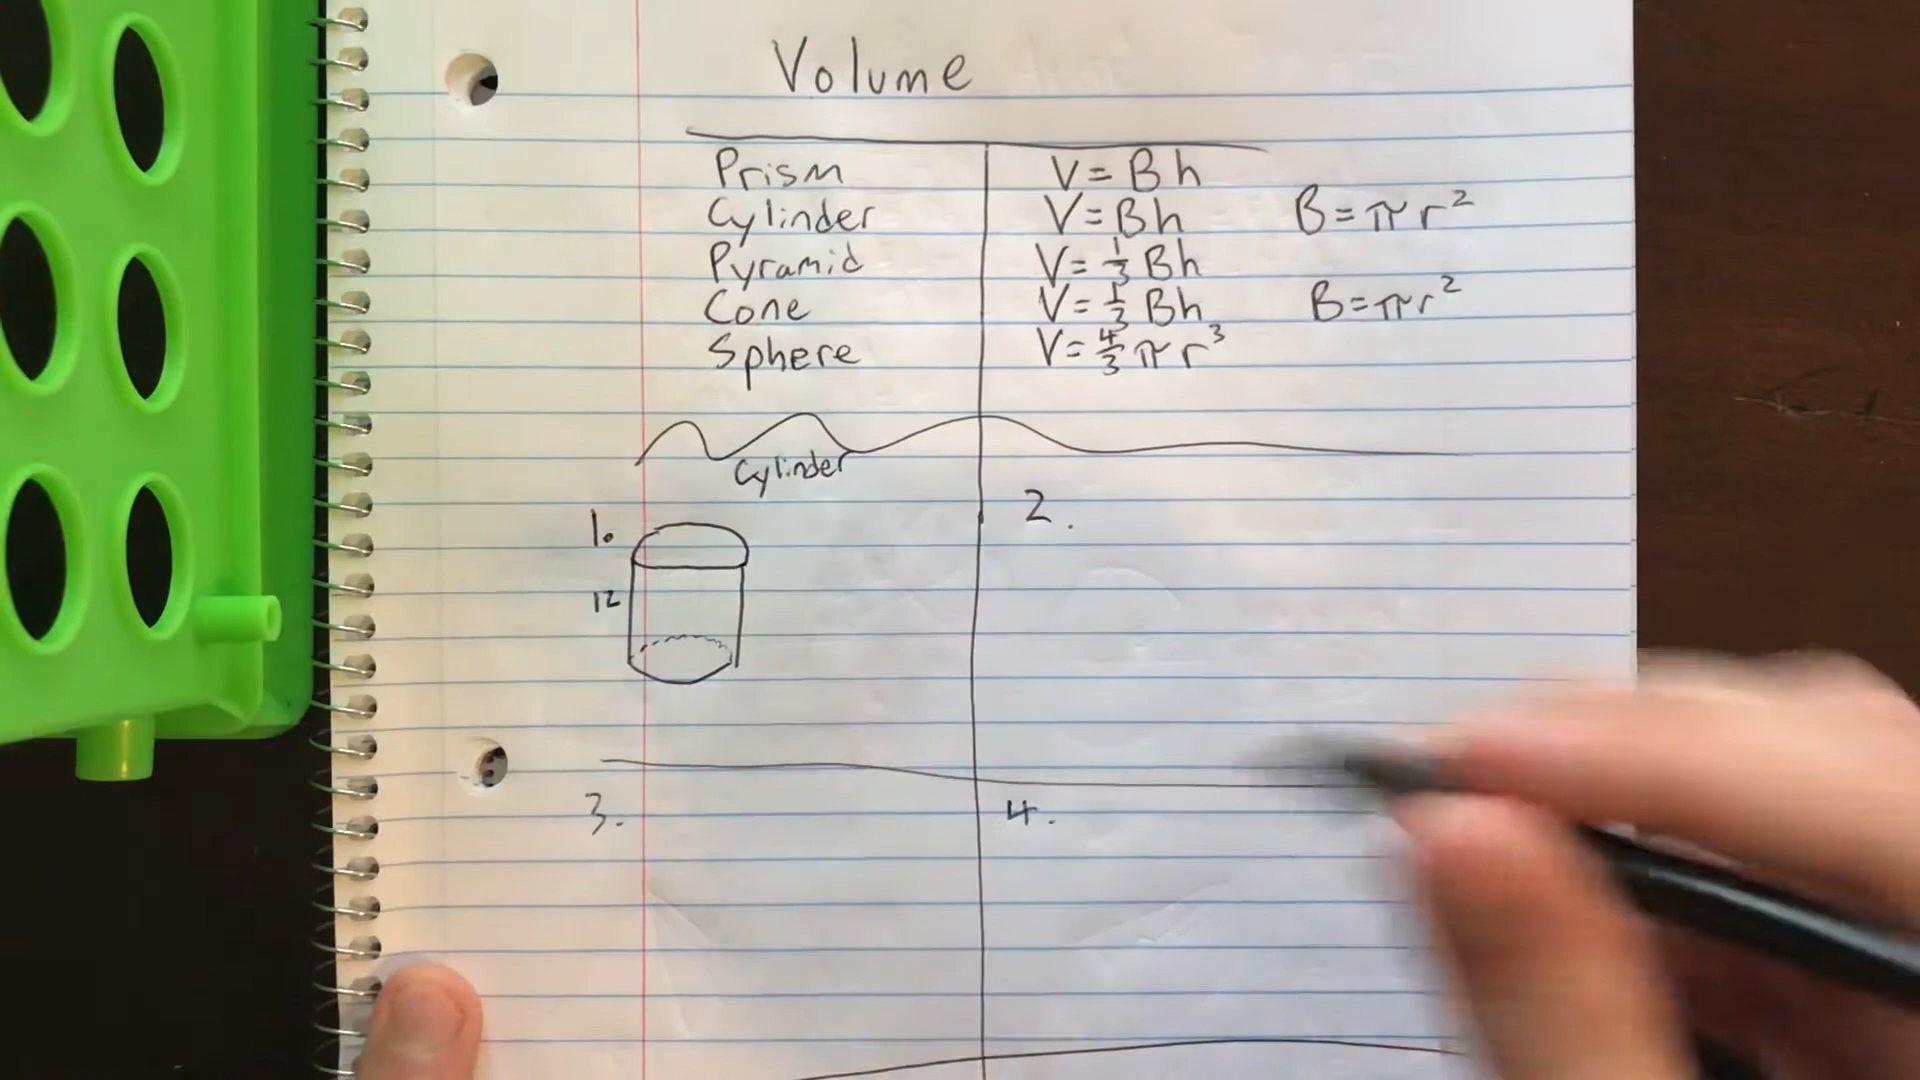 Volume
Prism V = Bh
Cylinder V = Bh B = πr²
Pyramid V = 1/3 Bh
Cone V = 1/3 Bh B = πr²
Sphere V = 4/3 πr³
Cylinder
1. 2.
12
3. 4.